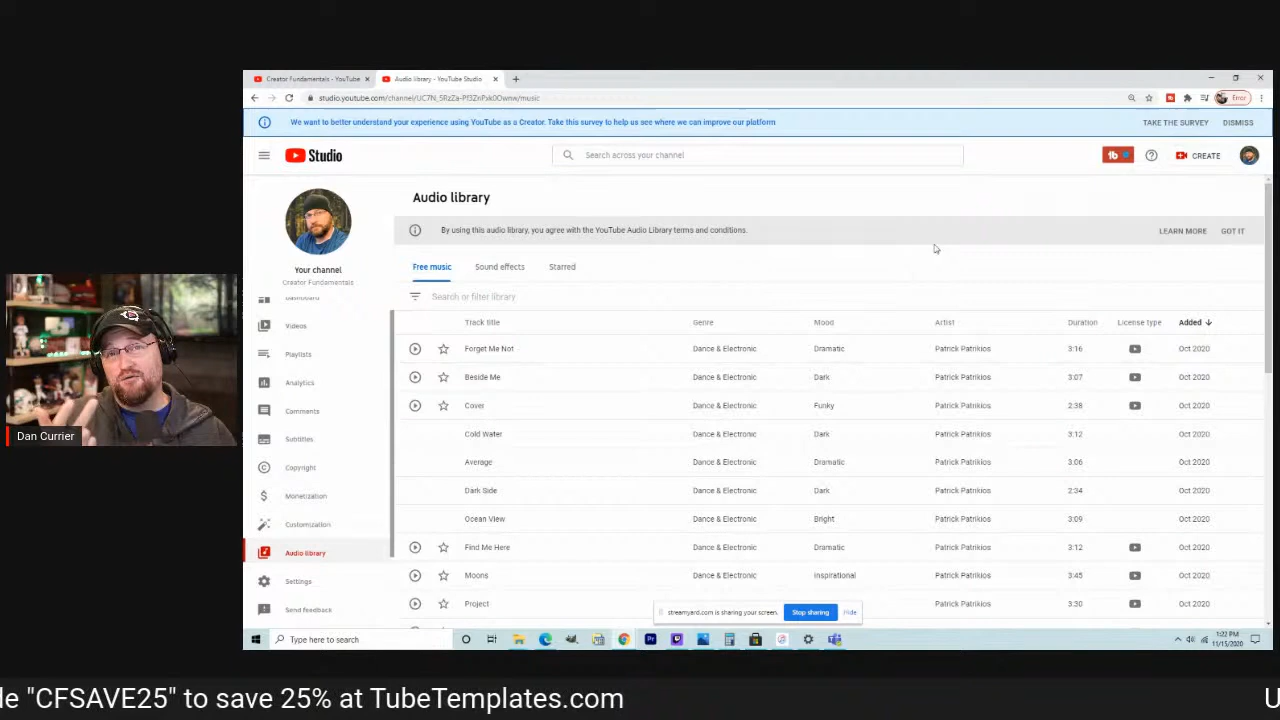 Creator Fundamentals - YouTube
Audio library - YouTube Studio
We want to better understand your experience using YouTube as a Creator. Take this survey to help us see where we can improve our platform
TAKE THE SURVEY
DISMISS
Studio
Search across your channel
CREATE
Audio library
By using this audio library, you agree with the YouTube Audio Library terms and conditions.
LEARN MORE
GOT IT
Your channel
Creator Fundamentals
Dashboard
Videos
Playlists
Analytics
Comments
Subtitles
Copyright
Monetization
Customization
Audio library
Settings
Send feedback
Free music Sound effects Starred
Search or filter library
Track title Genre Mood Artist Duration License type Added
Forget Me Not Dance & Electronic Dramatic Patrick Patrikios 3:16 Oct 2020
Beside Me Dance & Electronic Dark Patrick Patrikios 3:07 Oct 2020
Cover Dance & Electronic Funky Patrick Patrikios 2:38 Oct 2020
Cold Water Dance & Electronic Dark Patrick Patrikios 3:12 Oct 2020
Average Dance & Electronic Dramatic Patrick Patrikios 3:06 Oct 2020
Dark Side Dance & Electronic Dark Patrick Patrikios 2:34 Oct 2020
Ocean View Dance & Electronic Bright Patrick Patrikios 3:09 Oct 2020
Find Me Here Dance & Electronic Dramatic Patrick Patrikios 3:12 Oct 2020
Moons Dance & Electronic Inspirational Patrick Patrikios 3:45 Oct 2020
Project Dance & Electronic Patrick Patrikios 3:30 Oct 2020
streamyard.com is sharing your screen.
Stop sharing
Hide
Type here to search
1:22 PM
11/15/2020
Dan Currier
de "CFSAVE25" to save 25% at TubeTemplates.com